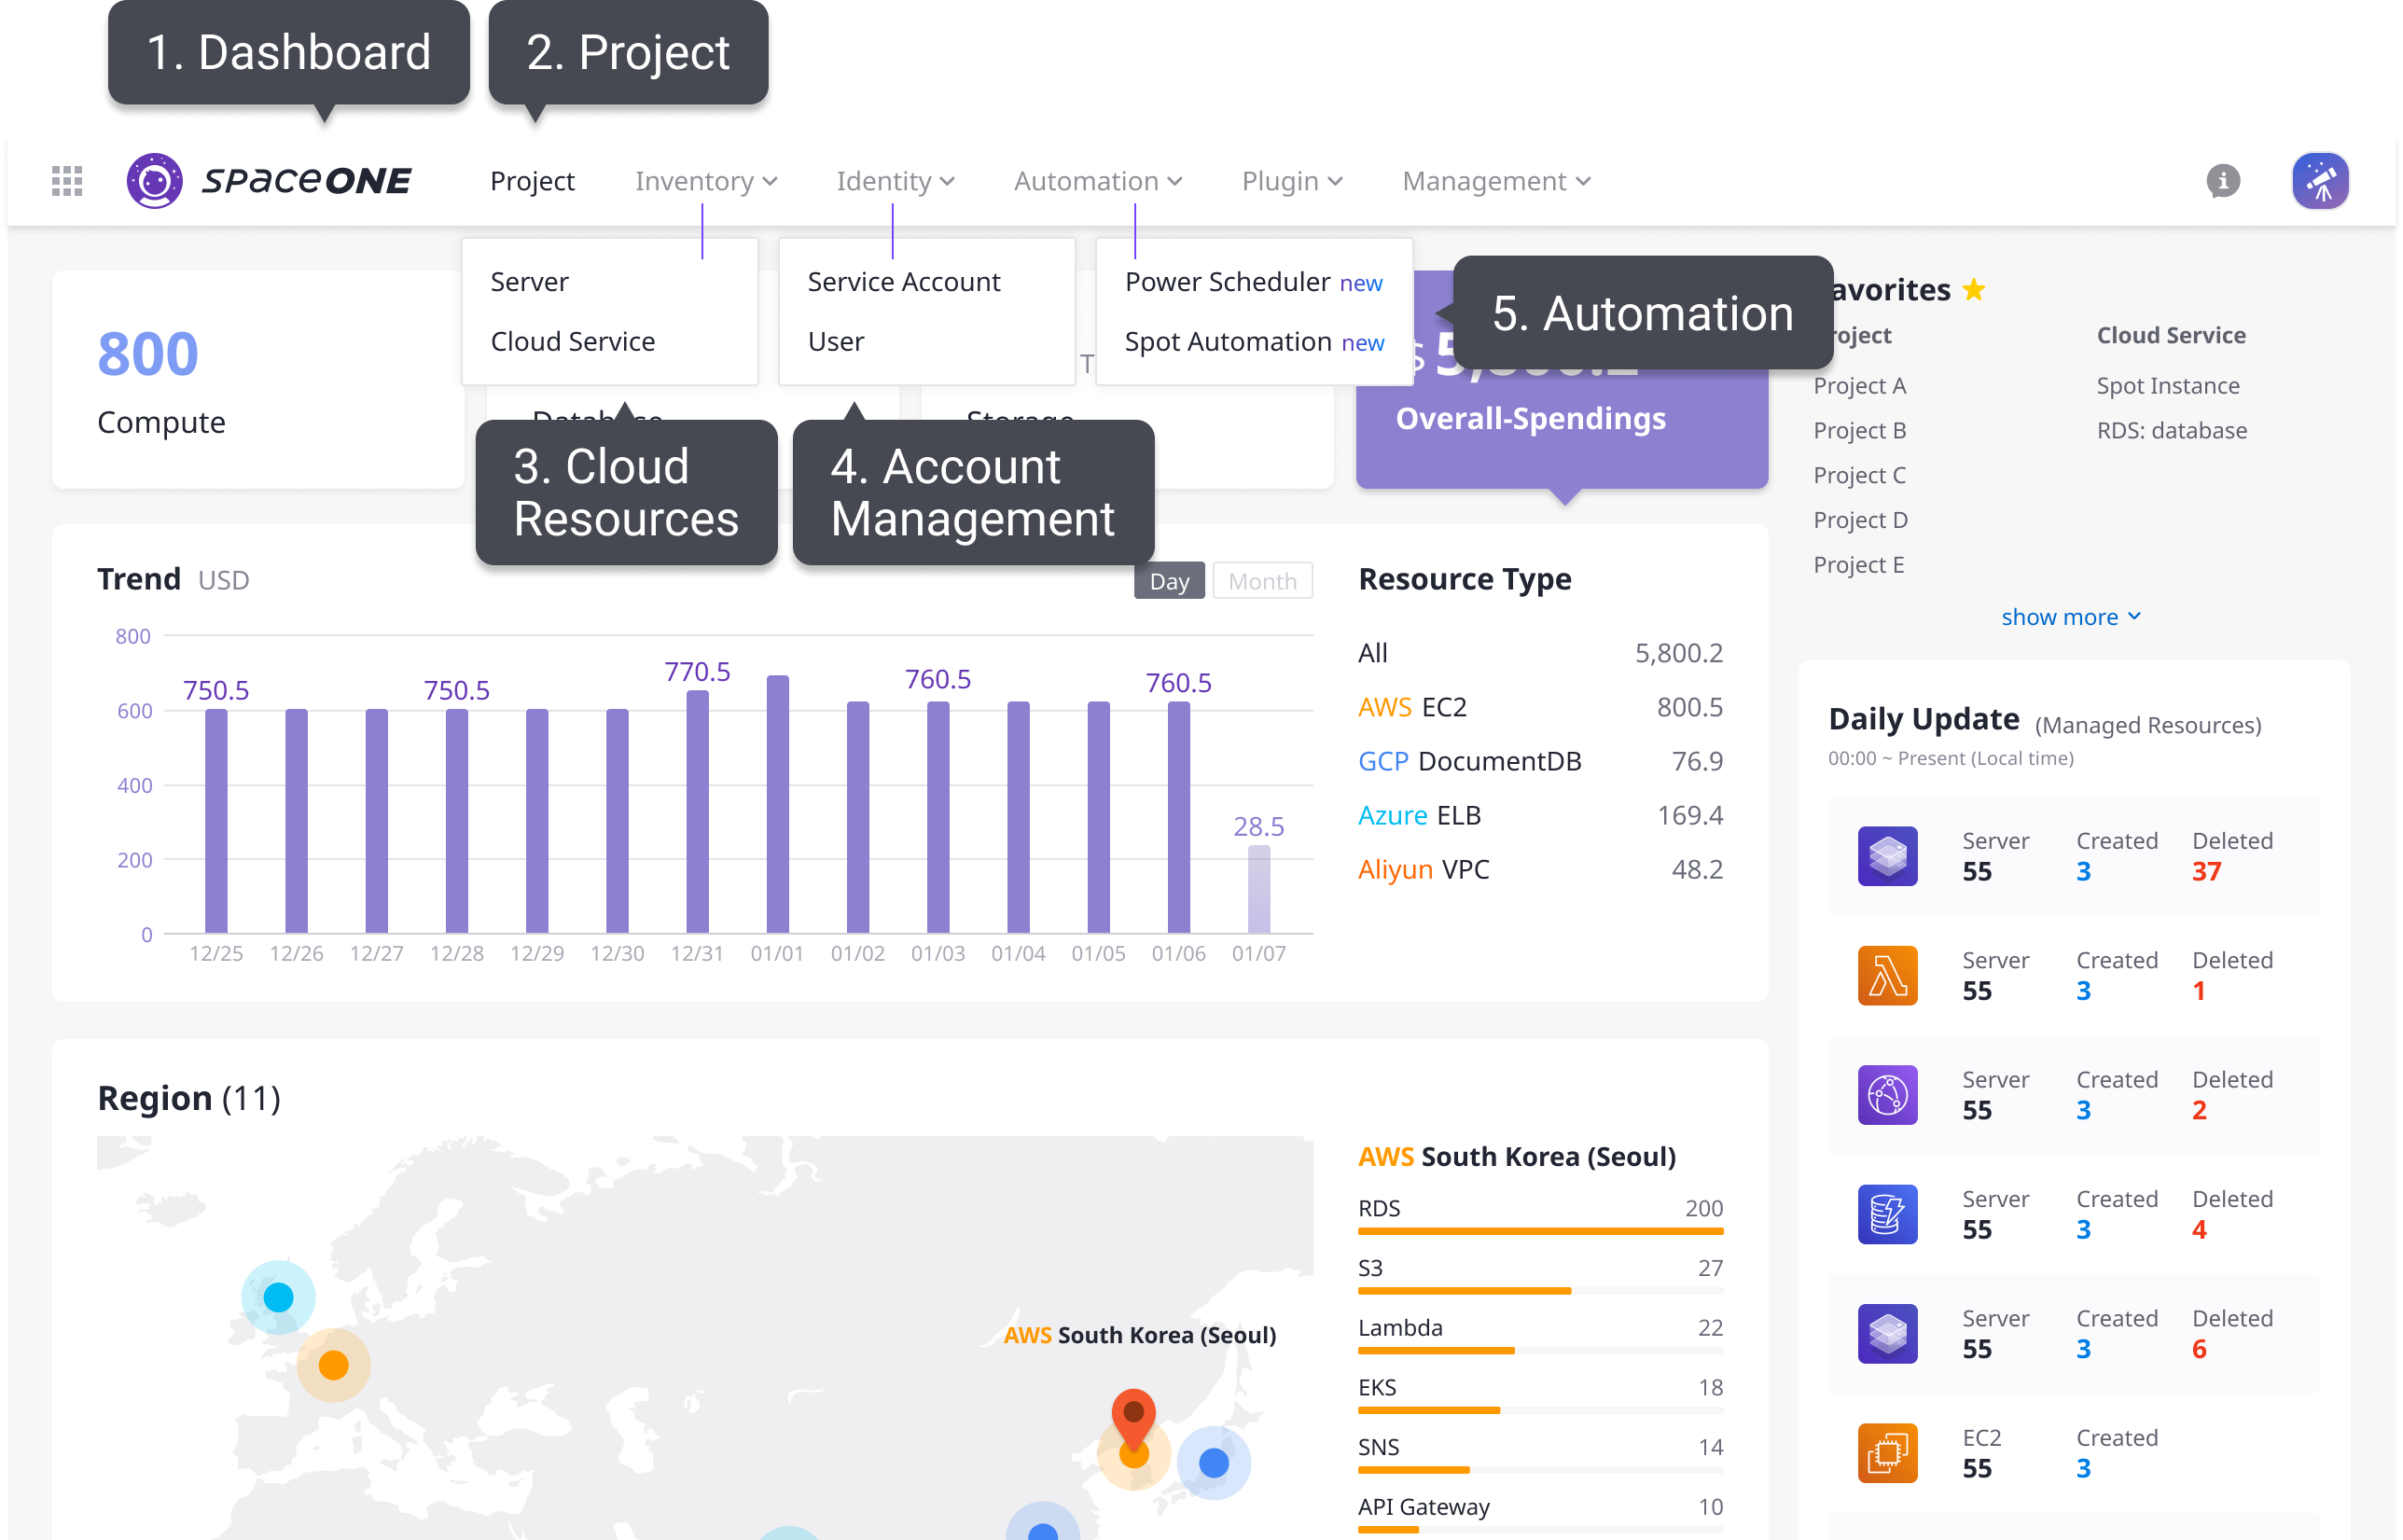 1. Dashboard
2. Project
spaceONE
Project
Inventory
Identity
Automation
Plugin
Management
Server
Cloud Service
Service Account
User
Power Scheduler new
Spot Automation new
5. Automation
800
Compute
T
$
Overall-Spendings
3. Cloud
Resources
4. Account
Management
avorites
oject
Project A
Project B
Project C
Project D
Project E
Cloud Service
Spot Instance
RDS: database
show more
Trend USD
Day
Month
800
600
400
200
0
750.5
750.5
770.5
760.5
760.5
28.5
12/25
12/26
12/27
12/28
12/29
12/30
12/31
01/01
01/02
01/03
01/04
01/05
01/06
01/07
Resource Type
All 5,800.2
AWS EC2 800.5
GCP DocumentDB 76.9
Azure ELB 169.4
Aliyun VPC 48.2
Daily Update (Managed Resources)
00:00 ~ Present (Local time)
Server Created Deleted
55 3 37
Server Created Deleted
55 3 1
Server Created Deleted
55 3 2
Server Created Deleted
55 3 4
Server Created Deleted
55 3 6
EC2 Created
55 3
Region (11)
AWS South Korea (Seoul)
AWS South Korea (Seoul)
RDS 200
S3 27
Lambda 22
EKS 18
SNS 14
API Gateway 10